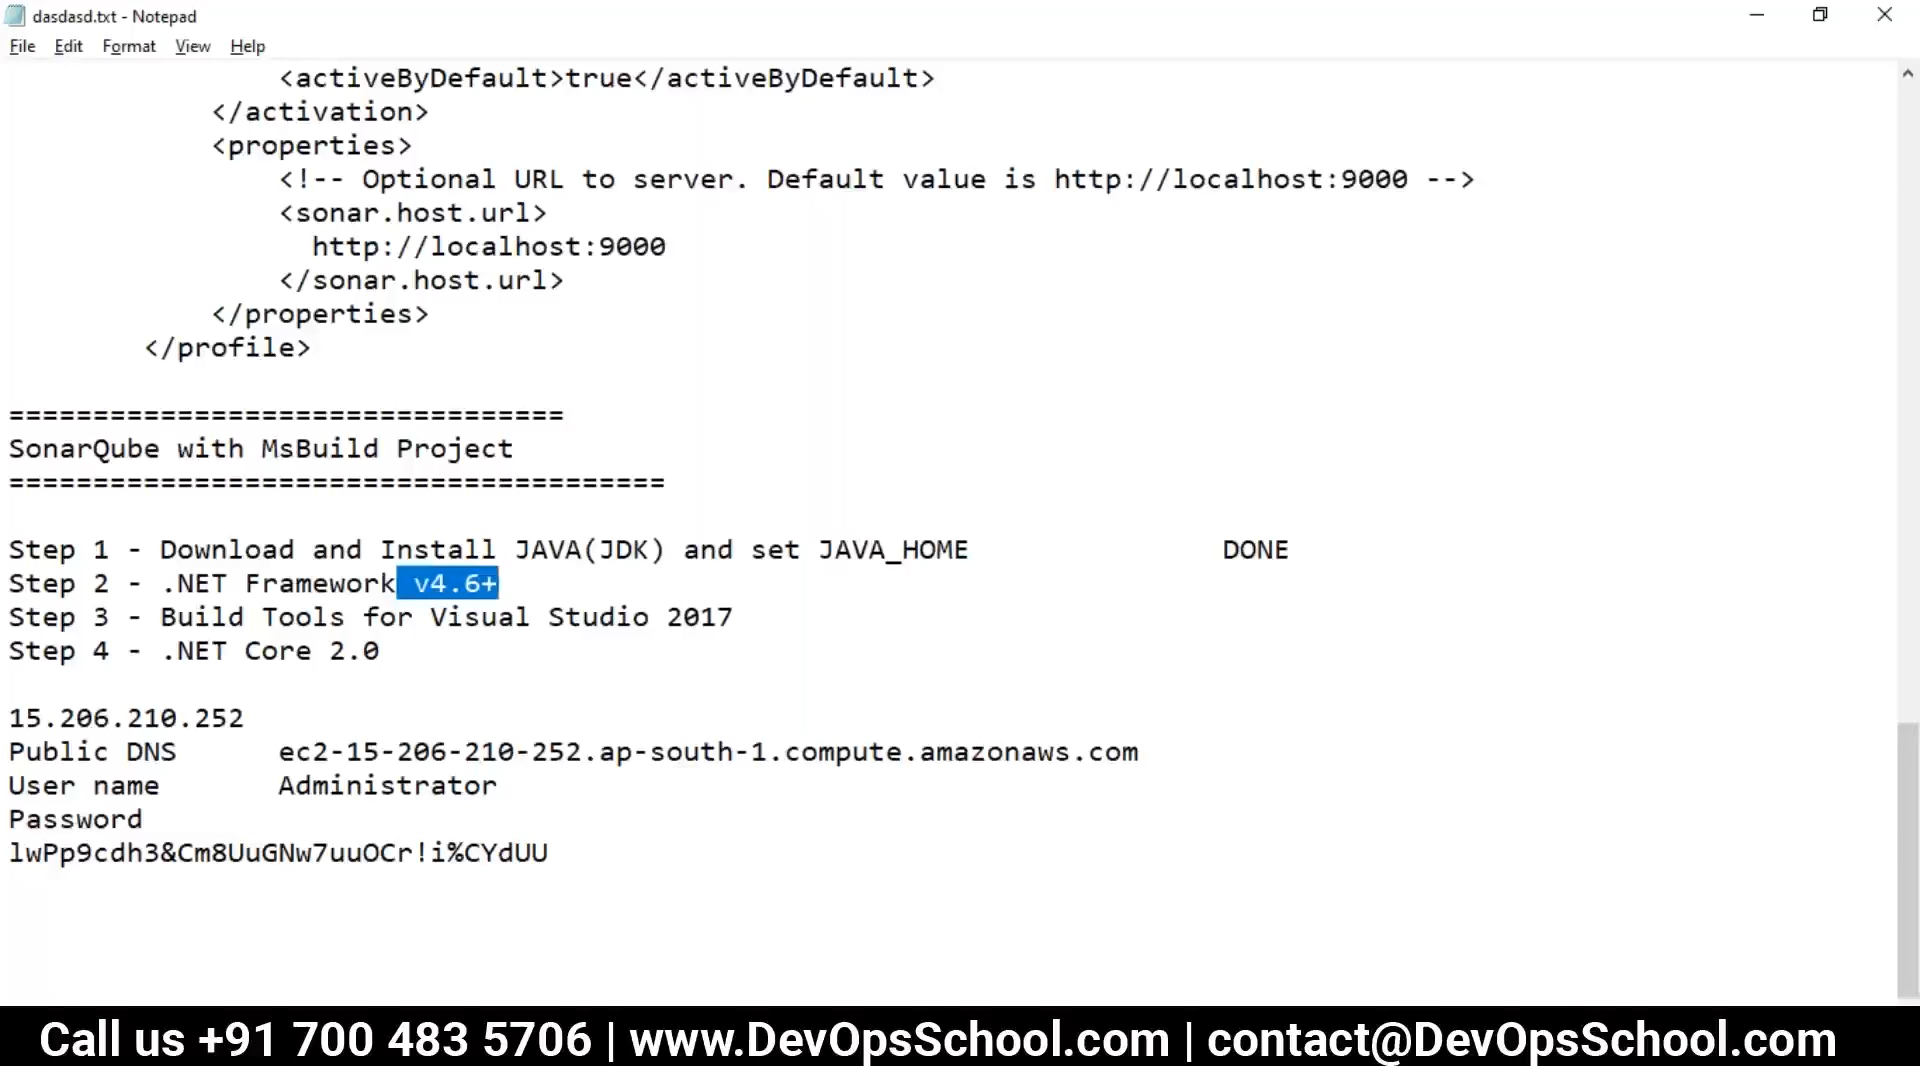 dasdasd.txt - Notepad
File Edit Format View Help
<activeByDefault>true</activeByDefault>
</activation>
<properties>
<!-- Optional URL to server. Default value is http://localhost:9000 -->
<sonar.host.url>
http://localhost:9000
</sonar.host.url>
</properties>
</profile>
=================================
SonarQube with MsBuild Project
=======================================
Step 1 - Download and Install JAVA(JDK) and set JAVA_HOME DONE
Step 2 - .NET Framework v4.6+
Step 3 - Build Tools for Visual Studio 2017
Step 4 - .NET Core 2.0
15.206.210.252
Public DNS ec2-15-206-210-252.ap-south-1.compute.amazonaws.com
User name Administrator
Password
lwPp9cdh3&Cm8UuGNw7uuOCr!i%CYdUU
Call us +91 700 483 5706 | www.DevOpsSchool.com | contact@DevOpsSchool.com